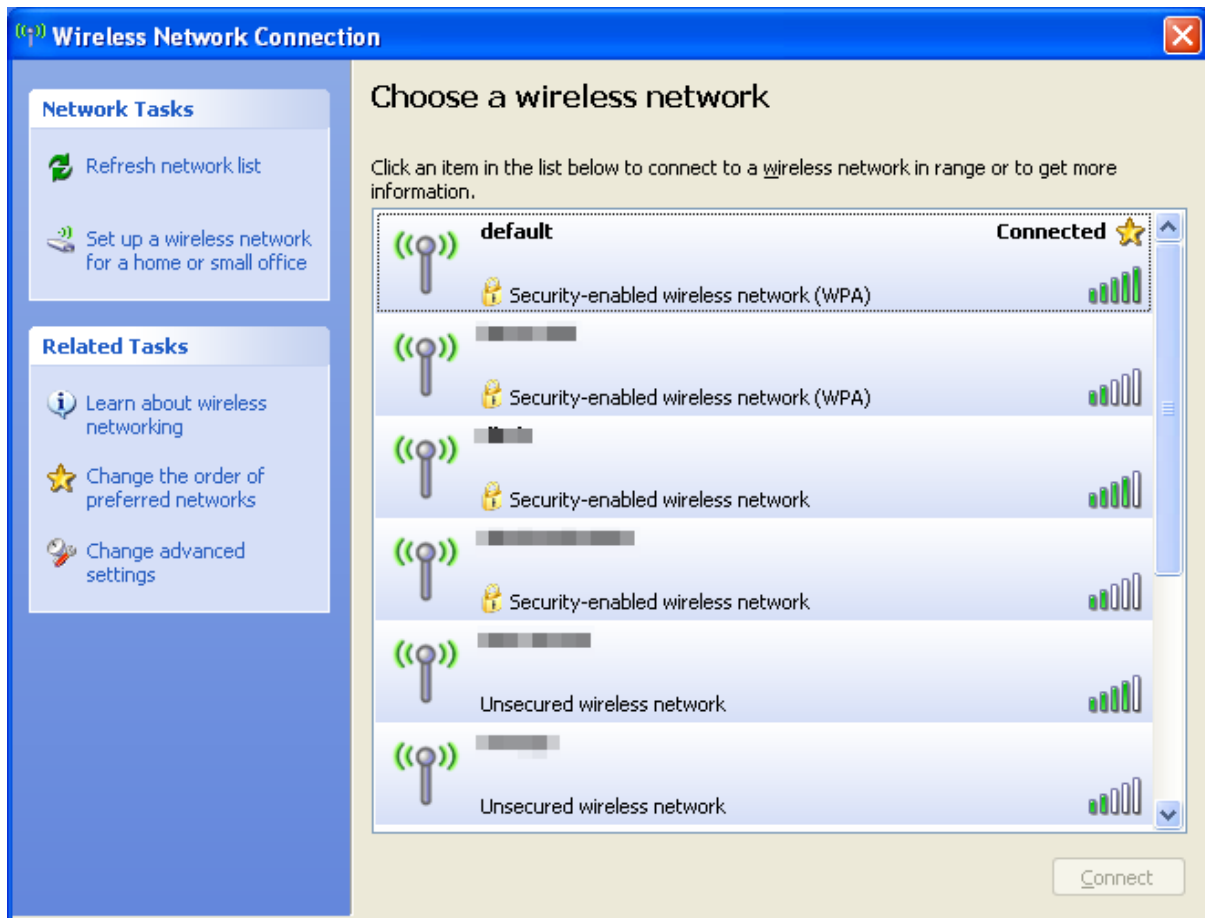 Wireless Network Connection
Network Tasks
Refresh network list
Set up a wireless network
for a home or small office
Related Tasks
Learn about wireless
networking
Change the order of
preferred networks
Change advanced
settings
Choose a wireless network
Click an item in the list below to connect to a wireless network in range or to get more
information.
default Connected
Security-enabled wireless network (WPA)
Security-enabled wireless network (WPA)
Security-enabled wireless network
Security-enabled wireless network
Unsecured wireless network
Unsecured wireless network
Connect